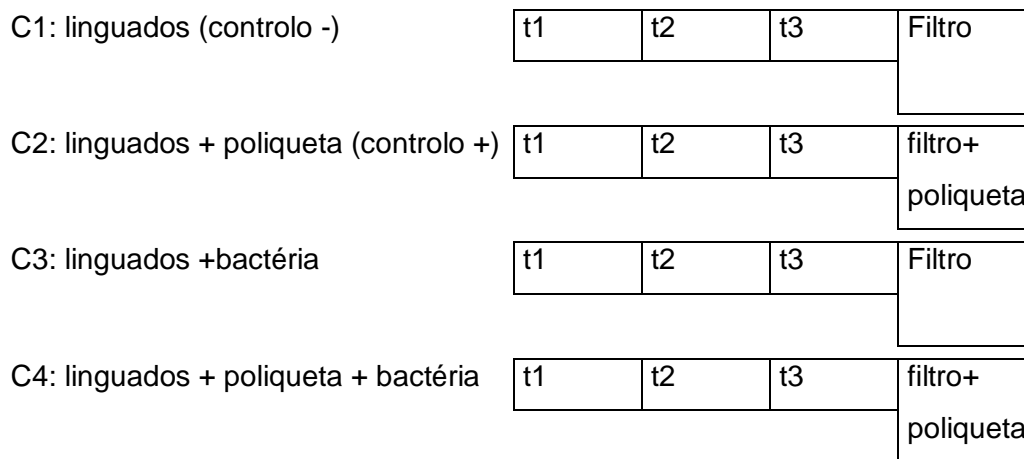 C1: linguados (controlo -) t1 t2 t3 Filtro
C2: linguados + poliqueta (controlo +) t1 t2 t3 filtro+
poliqueta
C3: linguados +bactéria t1 t2 t3 Filtro
C4: linguados + poliqueta + bactéria t1 t2 t3 filtro+
poliqueta